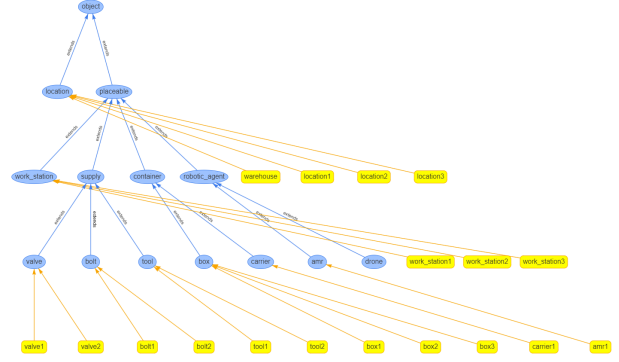 object
extends
extends
location
placeable
extends
extends
extends
extends
work_station
supply
container
robotic_agent
warehouse
location1
location2
location3
extends
extends
extends
extends
extends
extends
extends
valve
bolt
tool
box
carrier
amr
drone
work_station1
work_station2
work_station3
valve1
valve2
bolt1
bolt2
tool1
tool2
box1
box2
box3
carrier1
amr1